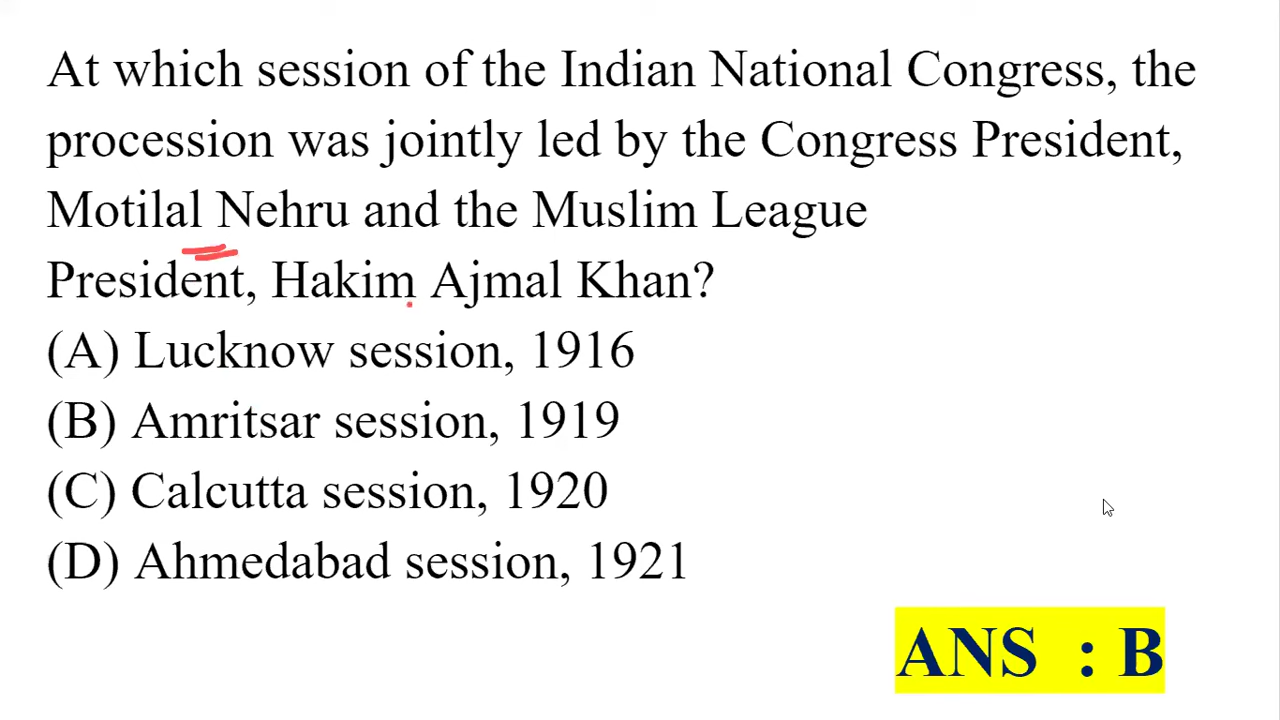 At which session of the Indian National Congress, the
procession was jointly led by the Congress President,
Motilal Nehru and the Muslim League
President, Hakim Ajmal Khan?
(A) Lucknow session, 1916
(B) Amritsar session, 1919
(C) Calcutta session, 1920
(D) Ahmedabad session, 1921
ANS : B